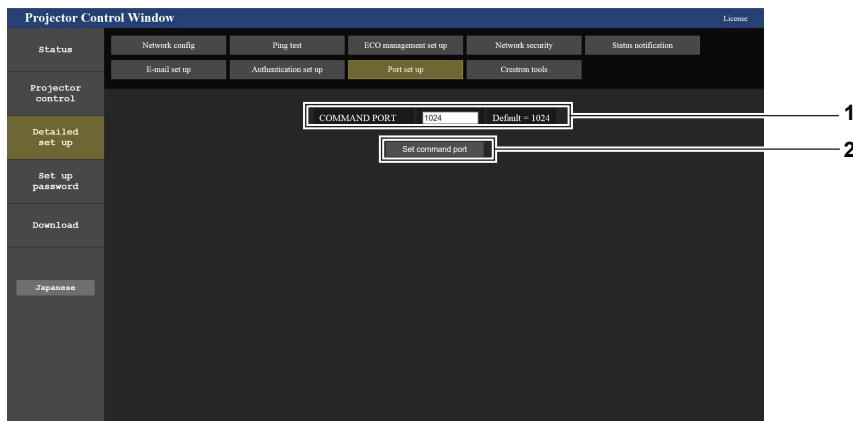 Projector Control Window License
Status
Network config Ping test ECO management set up Network security Status notification
E-mail set up Authentication set up Port set up Crestron tools
Projector
control
COMMAND PORT 1024 Default = 1024
1
Detailed
set up
Set command port
2
Set up
password
Download
Japanese